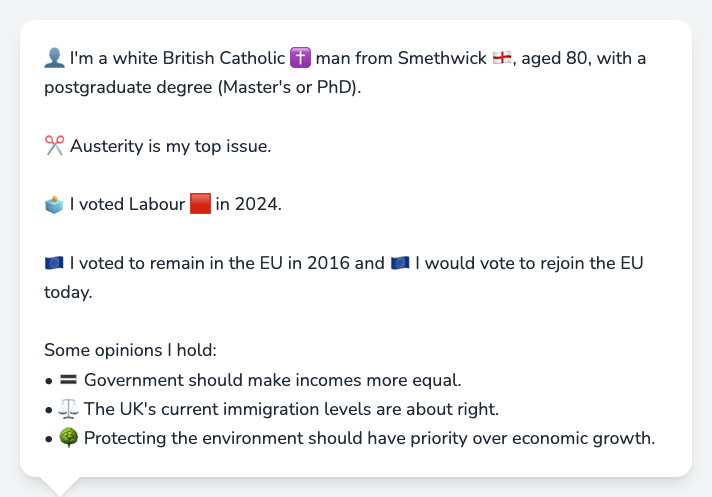 👤 I'm a white British Catholic ✝️ man from Smethwick 🏴󠁧󠁢󠁥󠁮󠁧󠁿, aged 80, with a
postgraduate degree (Master's or PhD).
✂️ Austerity is my top issue.
🗳️ I voted Labour 🟥 in 2024.
🇪🇺 I voted to remain in the EU in 2016 and 🇪🇺 I would vote to rejoin the EU
today.
Some opinions I hold:
• 🟰 Government should make incomes more equal.
• ⚖️ The UK's current immigration levels are about right.
• 🌳 Protecting the environment should have priority over economic growth.